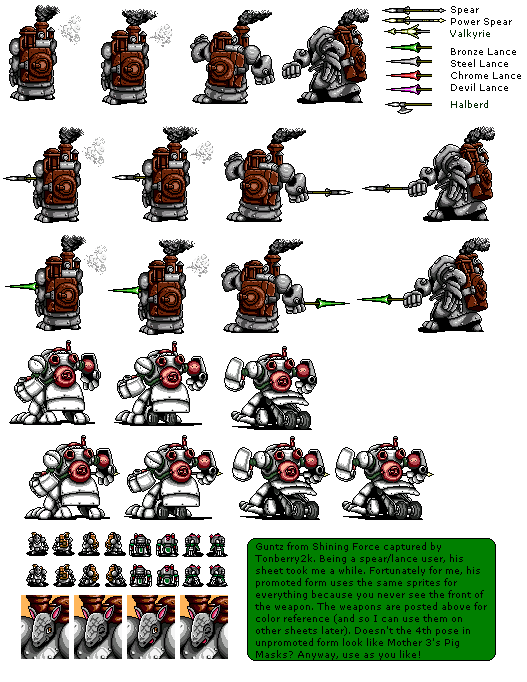 Spear
Power Spear
Valkyrie
Bronze Lance
Steel Lance
Chrome Lance
Devil Lance
Halberd
Guntz from Shining Force captured by
Tonberry2k. Being a spear/lance user, his
sheet took me a while. Fortunately for me, his
promoted form uses the same sprites for
everything because you never see the front of
the weapon. The weapons are posted above for
color reference (and so I can use them on
other sheets later). Doesn't the 4th pose in
unpromoted form look like Mother 3's Pig
Masks? Anyway, use as you like!